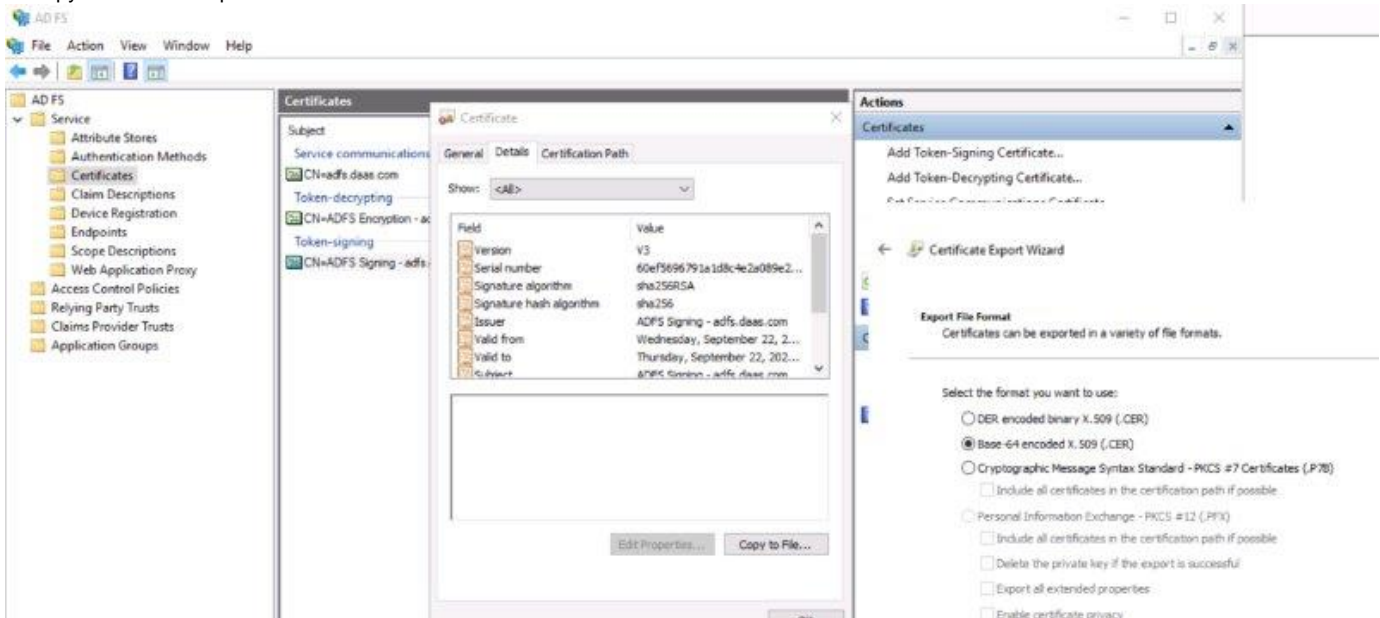 AD FS
File Action View Window Help
AD FS
Service
Attribute Stores
Authentication Methods
Certificates
Claim Descriptions
Device Registration
Endpoints
Scope Descriptions
Web Application Proxy
Access Control Policies
Relying Party Trusts
Claims Provider Trusts
Application Groups
Certificates
Subject
Service communications
CN=adfs.daas.com
Token-decrypting
CN=ADFS Encryption - ad
Token-signing
CN=ADFS Signing - adfs.
Certificate
General Details Certification Path
Show: <All>
Field Value
Version V3
Serial number 60ef5696791a1d8c4e2a089e2...
Signature algorithm sha256RSA
Signature hash algorithm sha256
Issuer ADFS Signing - adfs.daas.com
Valid from Wednesday, September 22, 2...
Valid to Thursday, September 22, 202...
Subject ADFS Signing - adfs.daas.com
Edit Properties... Copy to File...
Actions
Certificates
Add Token-Signing Certificate...
Add Token-Decrypting Certificate...
Set Service Communications Certificate
Certificate Export Wizard
Export File Format
Certificates can be exported in a variety of file formats.
Select the format you want to use:
DER encoded binary X.509 (.CER)
Base-64 encoded X.509 (.CER)
Cryptographic Message Syntax Standard - PKCS #7 Certificates (.P7B)
Include all certificates in the certification path if possible
Personal Information Exchange - PKCS #12 (.PFX)
Include all certificates in the certification path if possible
Delete the private key if the export is successful
Export all extended properties
Enable certificate privacy